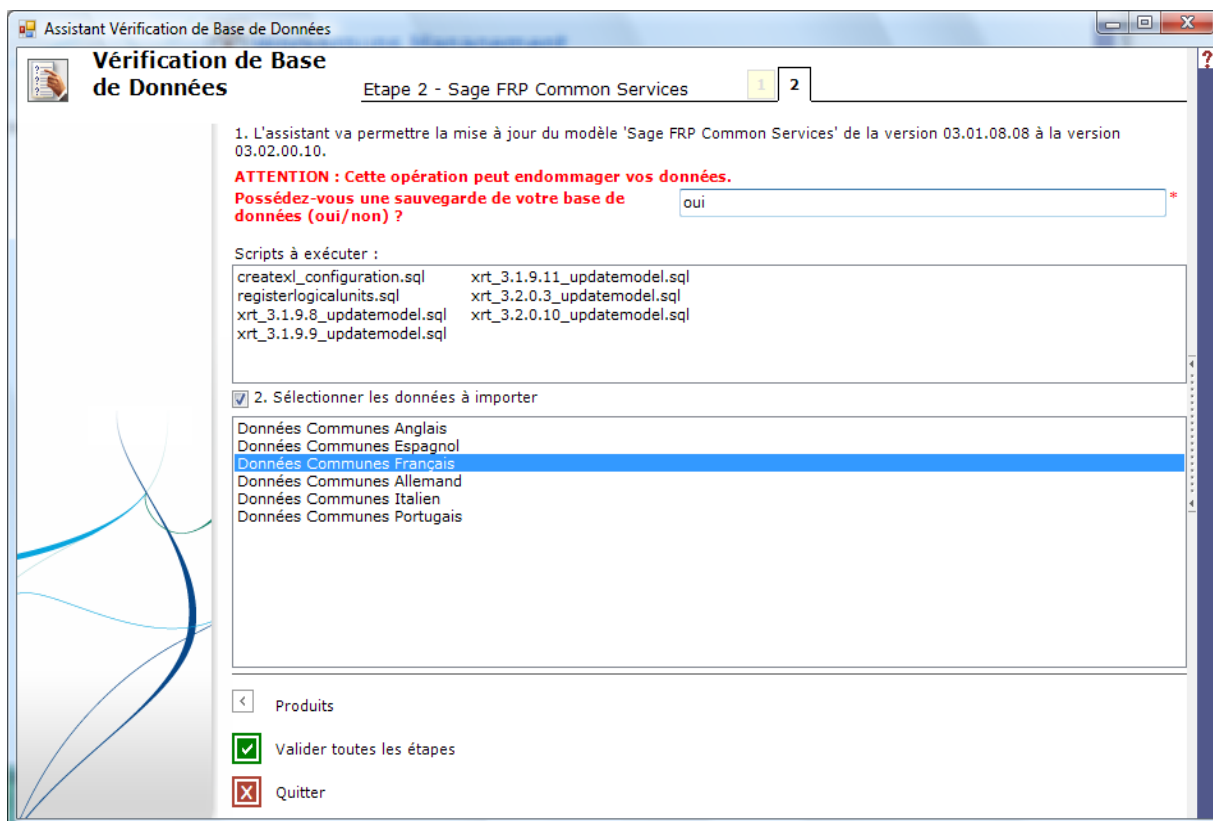 Assistant Vérification de Base de Données
Vérification de Base
de Données
Etape 2 - Sage FRP Common Services
1
2
?
1. L'assistant va permettre la mise à jour du modèle 'Sage FRP Common Services' de la version 03.01.08.08 à la version
03.02.00.10.
ATTENTION : Cette opération peut endommager vos données.
Possédez-vous une sauvegarde de votre base de
données (oui/non) ?
oui
*
Scripts à exécuter :
createxl_configuration.sql
registerlogicalunits.sql
xrt_3.1.9.8_updatemodel.sql
xrt_3.1.9.9_updatemodel.sql
xrt_3.1.9.11_updatemodel.sql
xrt_3.2.0.3_updatemodel.sql
xrt_3.2.0.10_updatemodel.sql
2. Sélectionner les données à importer
Données Communes Anglais
Données Communes Espagnol
Données Communes Français
Données Communes Allemand
Données Communes Italien
Données Communes Portugais
Produits
Valider toutes les étapes
Quitter